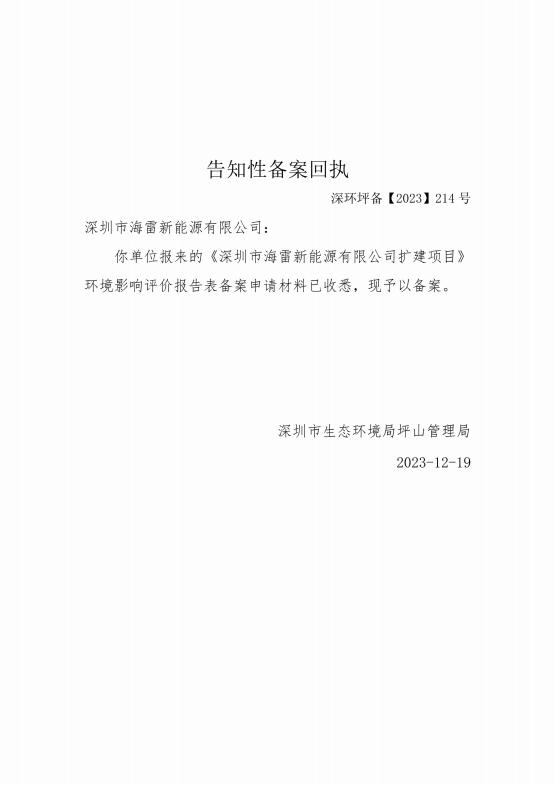 告知性备案回执
深环坪备【2023】214 号
深圳市海雷新能源有限公司：
你单位报来的《深圳市海雷新能源有限公司扩建项目》
环境影响评价报告表备案申请材料已收悉，现予以备案。
深圳市生态环境局坪山管理局
2023-12-19